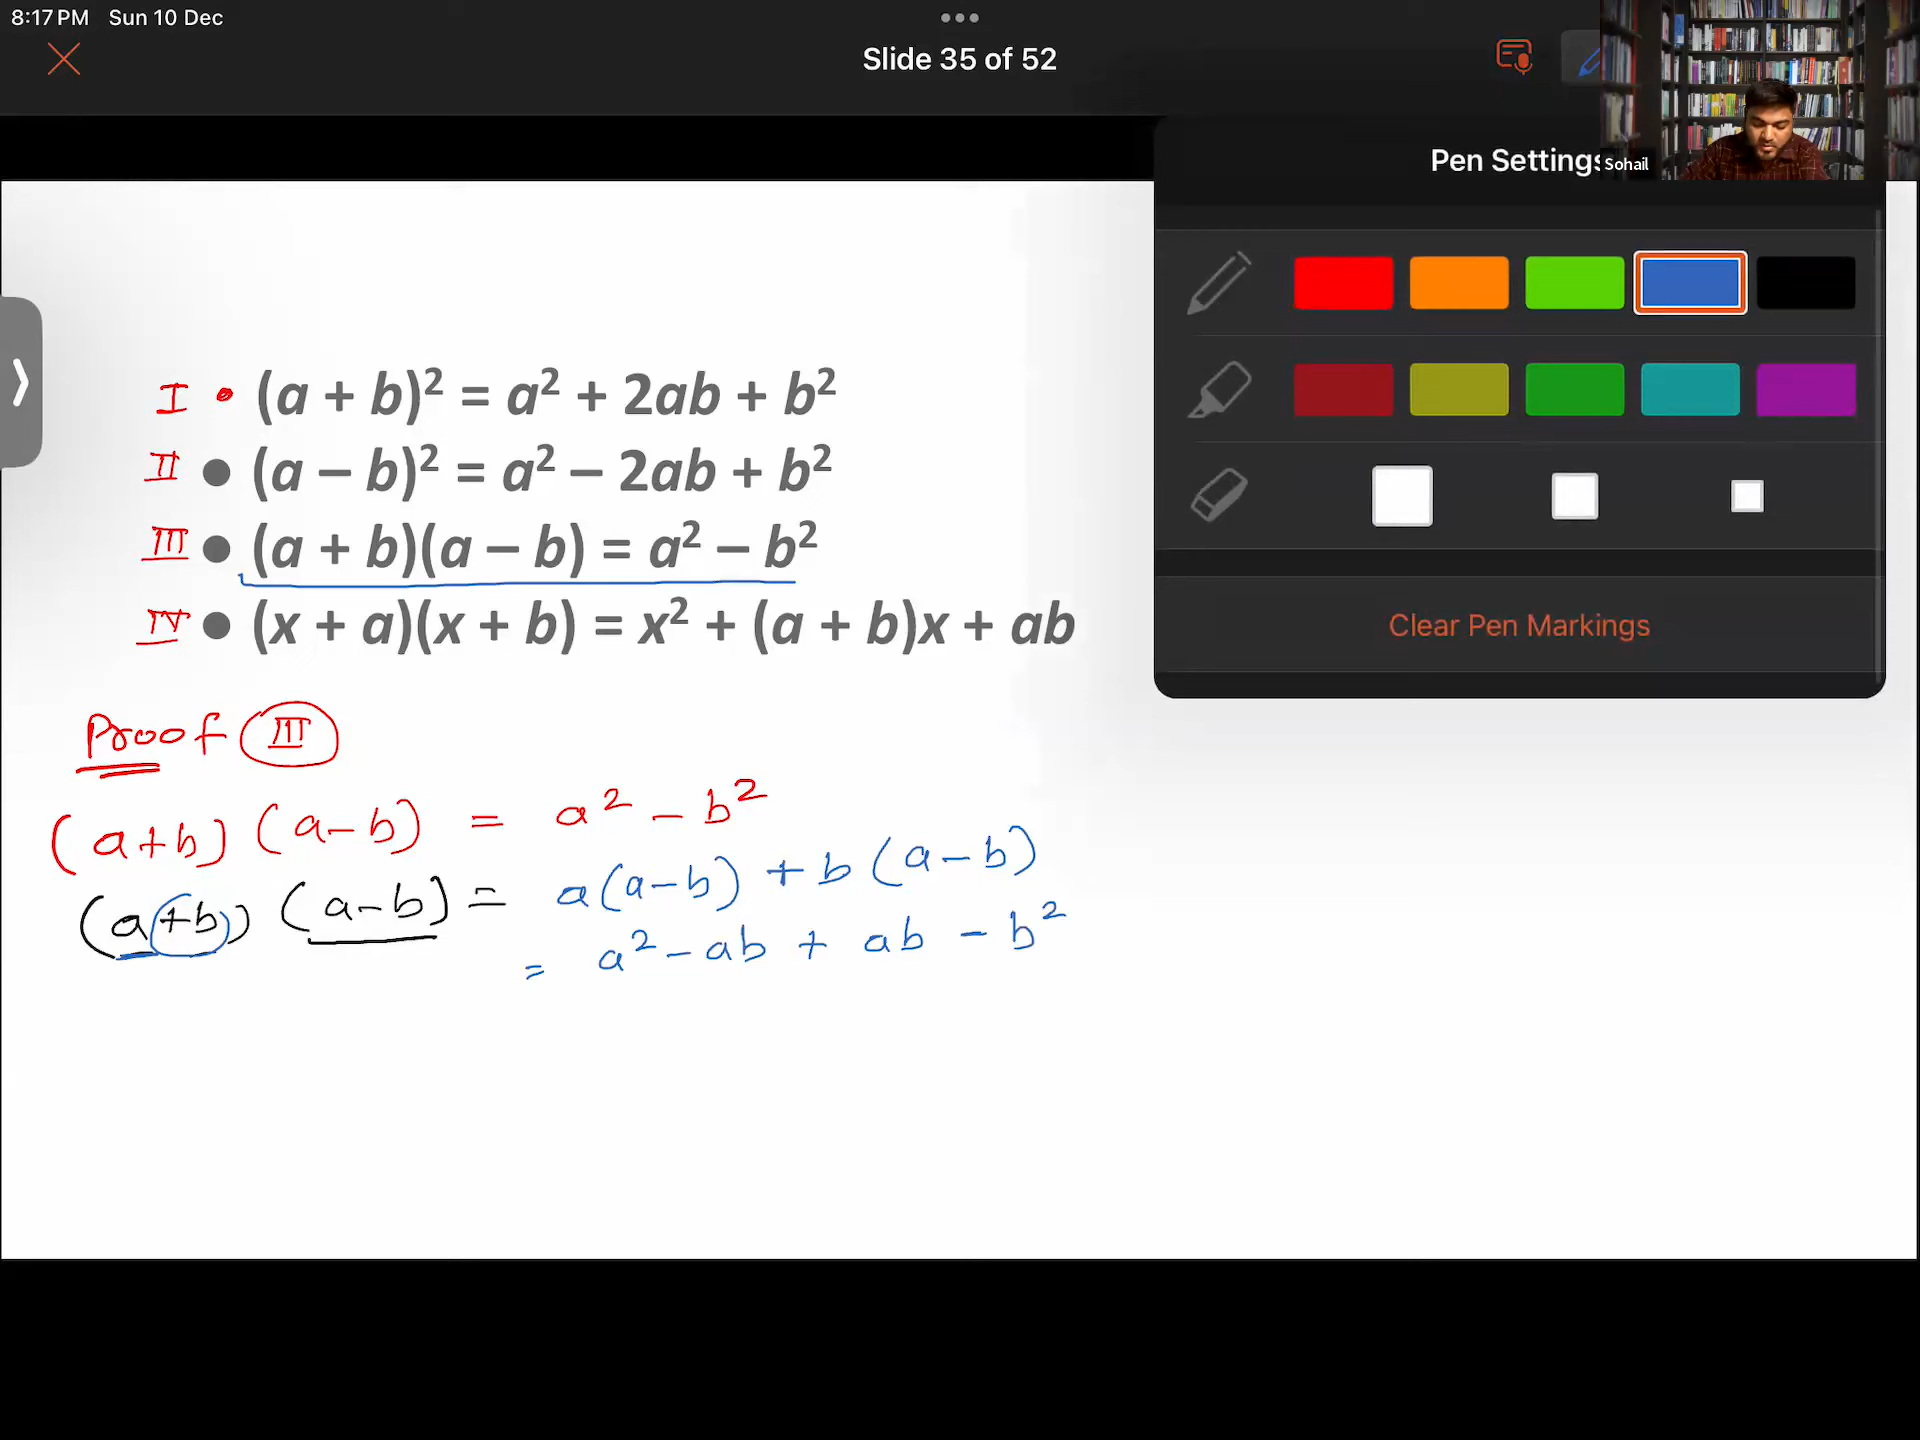 8:17 PM Sun 10 Dec
Slide 35 of 52
Pen Settings
Sohail
I • (a + b)² = a² + 2ab + b²
II • (a – b)² = a² – 2ab + b²
III • (a + b)(a – b) = a² – b²
IV • (x + a)(x + b) = x² + (a + b)x + ab
Clear Pen Markings
Proof III
(a+b) (a-b) = a² - b²
(a+b) (a-b) = a(a-b) + b(a-b)
= a² - ab + ab - b²